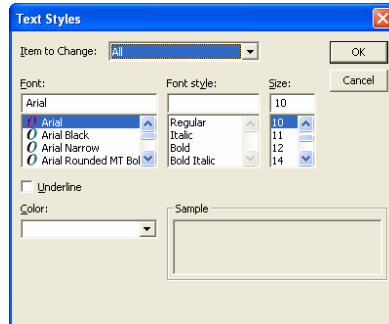 Text Styles
Item to Change: All
OK
Cancel
Font: Font style: Size:
Arial 10
Arial Regular 10
Arial Black Italic 11
Arial Narrow Bold 12
Arial Rounded MT Bol Bold Italic 14
Underline
Color: Sample